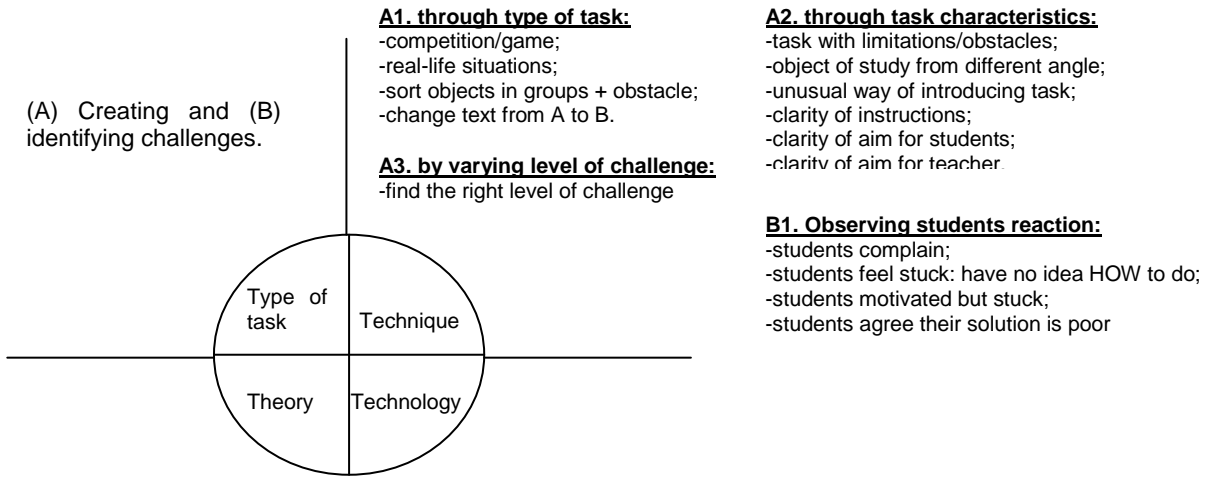 (A) Creating and (B)
identifying challenges.
A1. through type of task:
-competition/game;
-real-life situations;
-sort objects in groups + obstacle;
-change text from A to B.
A3. by varying level of challenge:
-find the right level of challenge
A2. through task characteristics:
-task with limitations/obstacles;
-object of study from different angle;
-unusual way of introducing task;
-clarity of instructions;
-clarity of aim for students;
-clarity of aim for teacher.
B1. Observing students reaction:
-students complain;
-students feel stuck: have no idea HOW to do;
-students motivated but stuck;
-students agree their solution is poor
Type of
task
Technique
Theory
Technology